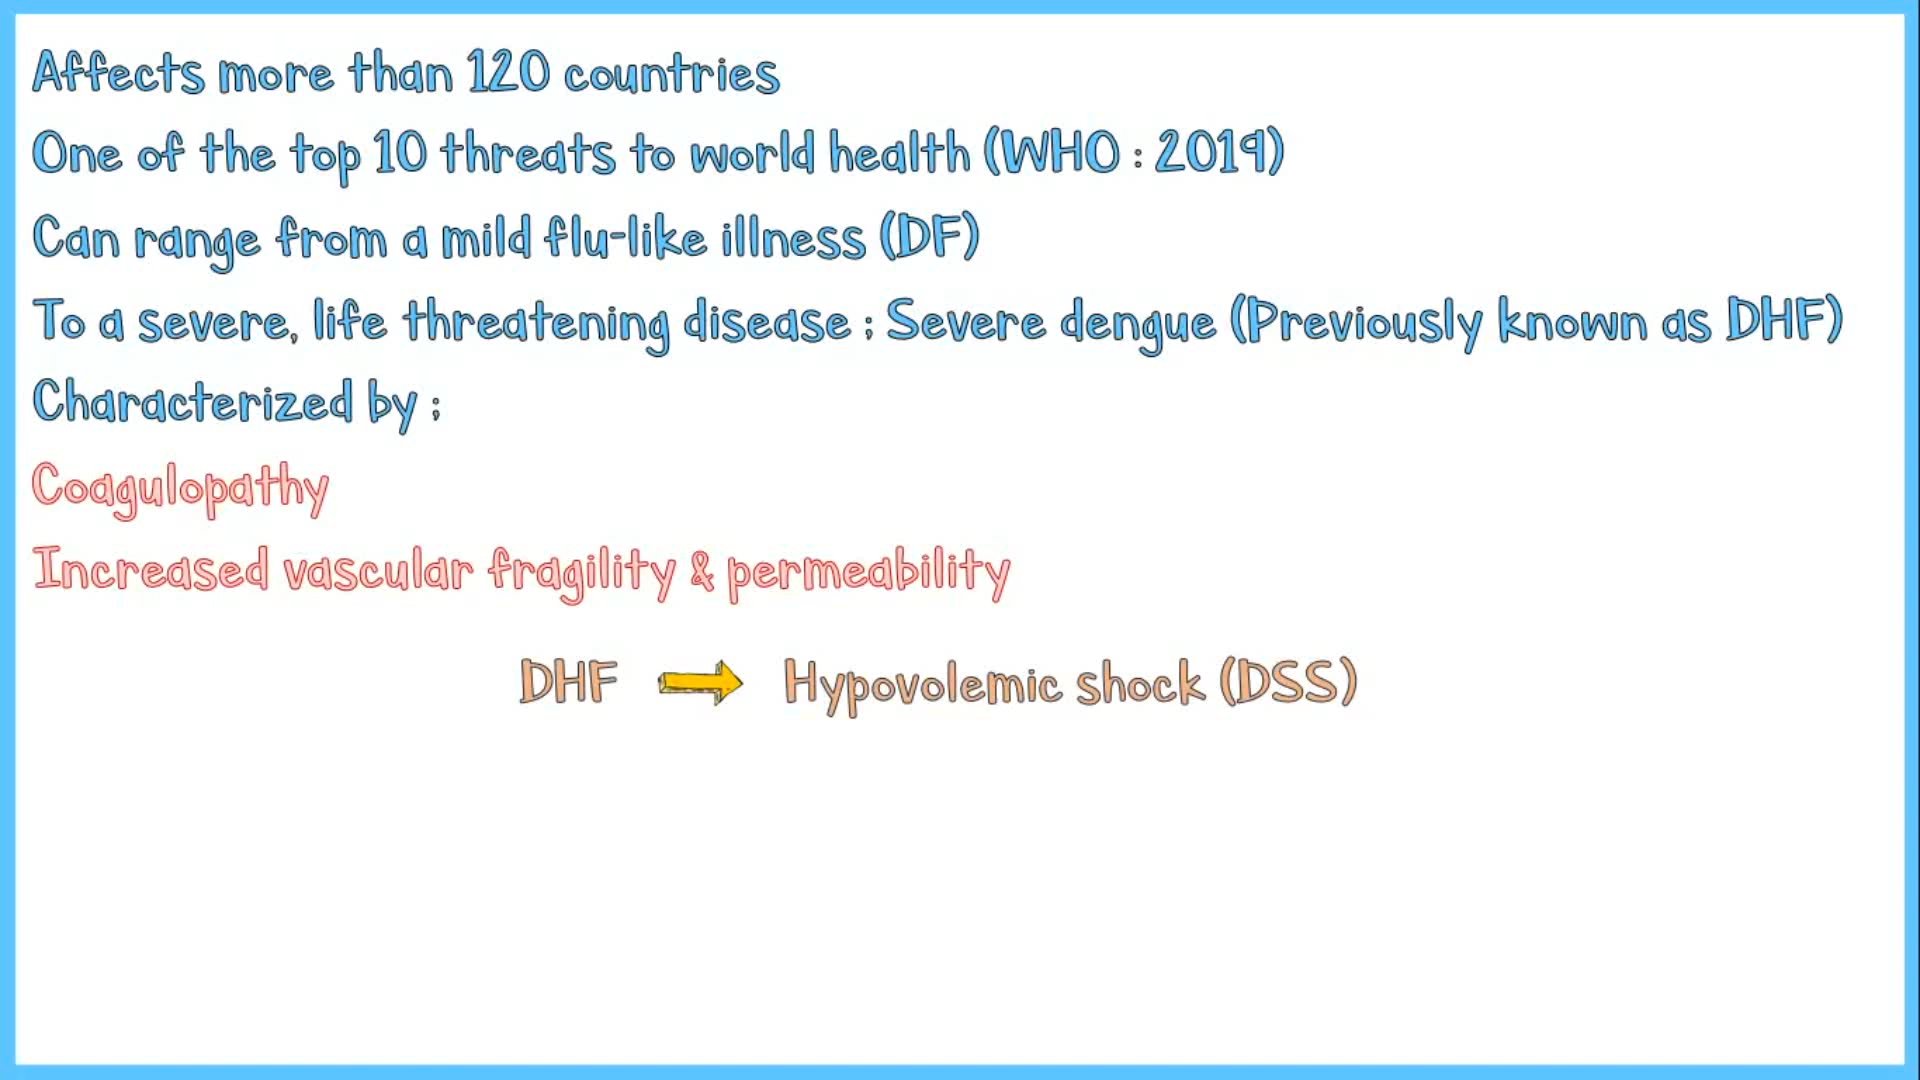 Affects more than 120 countries
One of the top 10 threats to world health (WHO : 2019)
Can range from a mild flu-like illness (DF)
To a severe, life threatening disease ; Severe dengue (Previously known as DHF)
Characterized by ;
Coagulopathy
Increased vascular fragility & permeability
DHF Hypovolemic shock (DSS)